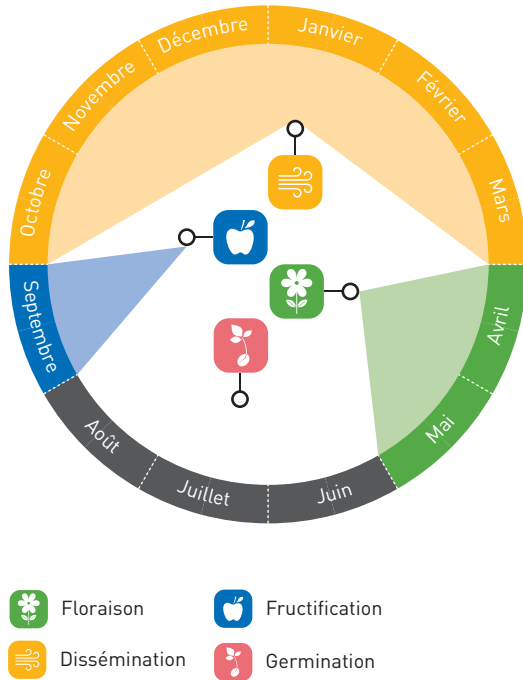 Janvier
Février
Mars
Avril
Mai
Juin
Juillet
Août
Septembre
Octobre
Novembre
Décembre
Floraison
Fructification
Dissémination
Germination